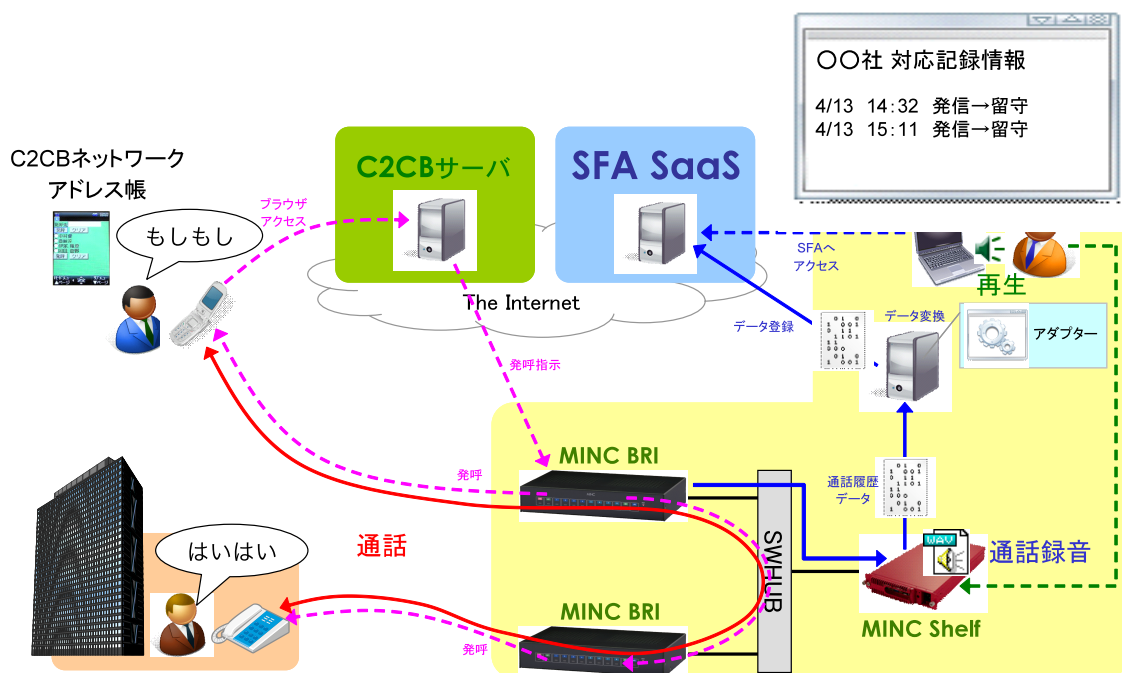 〇〇社 対応記録情報
4/13 14:32 発信→留守
4/13 15:11 発信→留守
C2CBネットワーク
アドレス帳
もしもし
ブラウザ
アクセス
C2CBサーバ
SFA SaaS
The Internet
SFAへ
アクセス
再生
データ登録
データ変換
アダプター
発呼指示
MINC BRI
発呼
通話履歴
データ
SWHUB
WAV
通話録音
MINC Shelf
通話
はいはい
MINC BRI
発呼